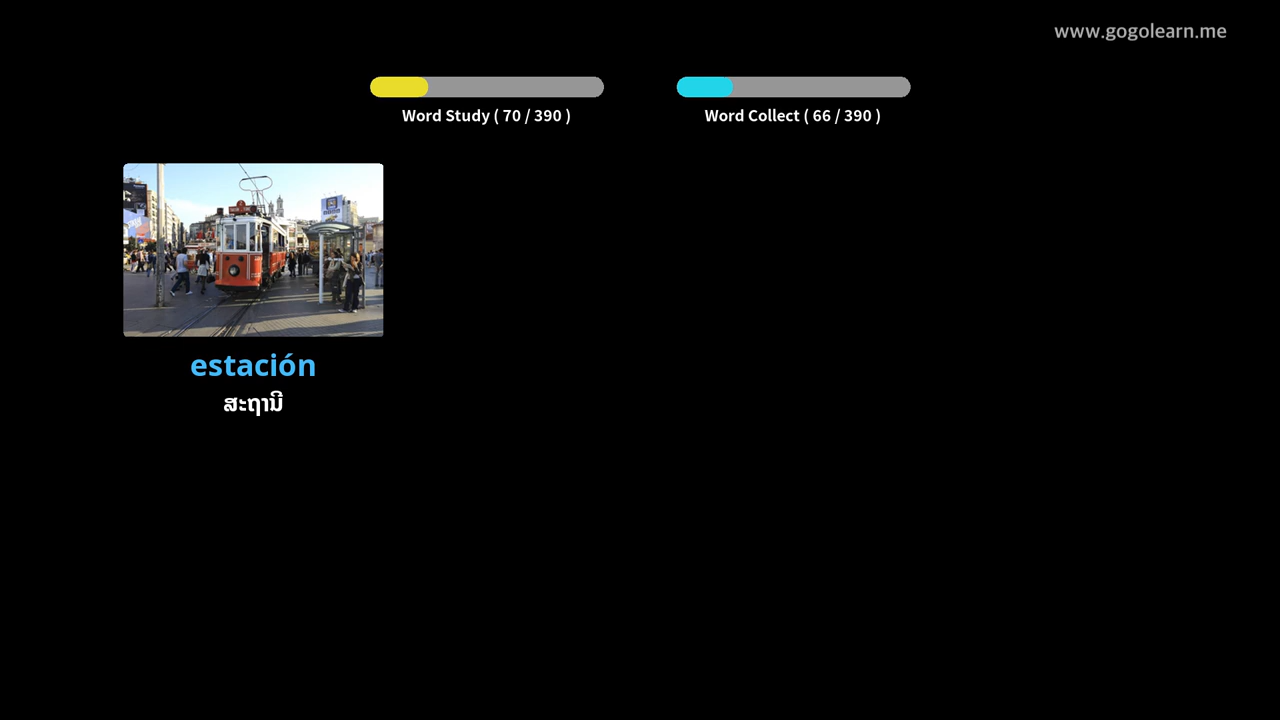 www.gogolearn.me
Word Study ( 70 / 390 )
Word Collect ( 66 / 390 )
estación
ສະຖານີ